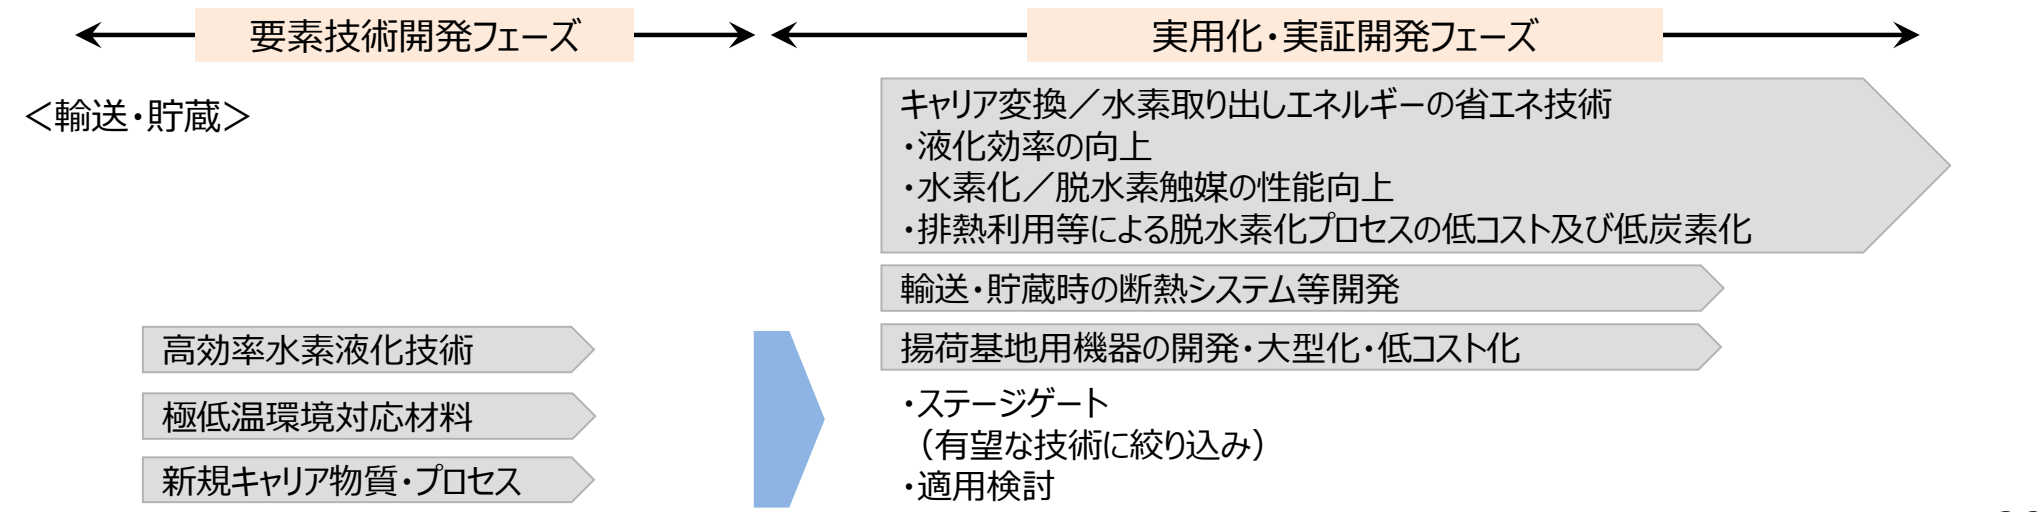 要素技術開発フェーズ
実用化・実証開発フェーズ
＜輸送・貯蔵＞
キャリア変換／水素取り出しエネルギーの省エネ技術
・液化効率の向上
・水素化／脱水素触媒の性能向上
・排熱利用等による脱水素化プロセスの低コスト及び低炭素化
輸送・貯蔵時の断熱システム等開発
高効率水素液化技術
揚荷基地用機器の開発・大型化・低コスト化
極低温環境対応材料
新規キャリア物質・プロセス
・ステージゲート
（有望な技術に絞り込み）
・適用検討